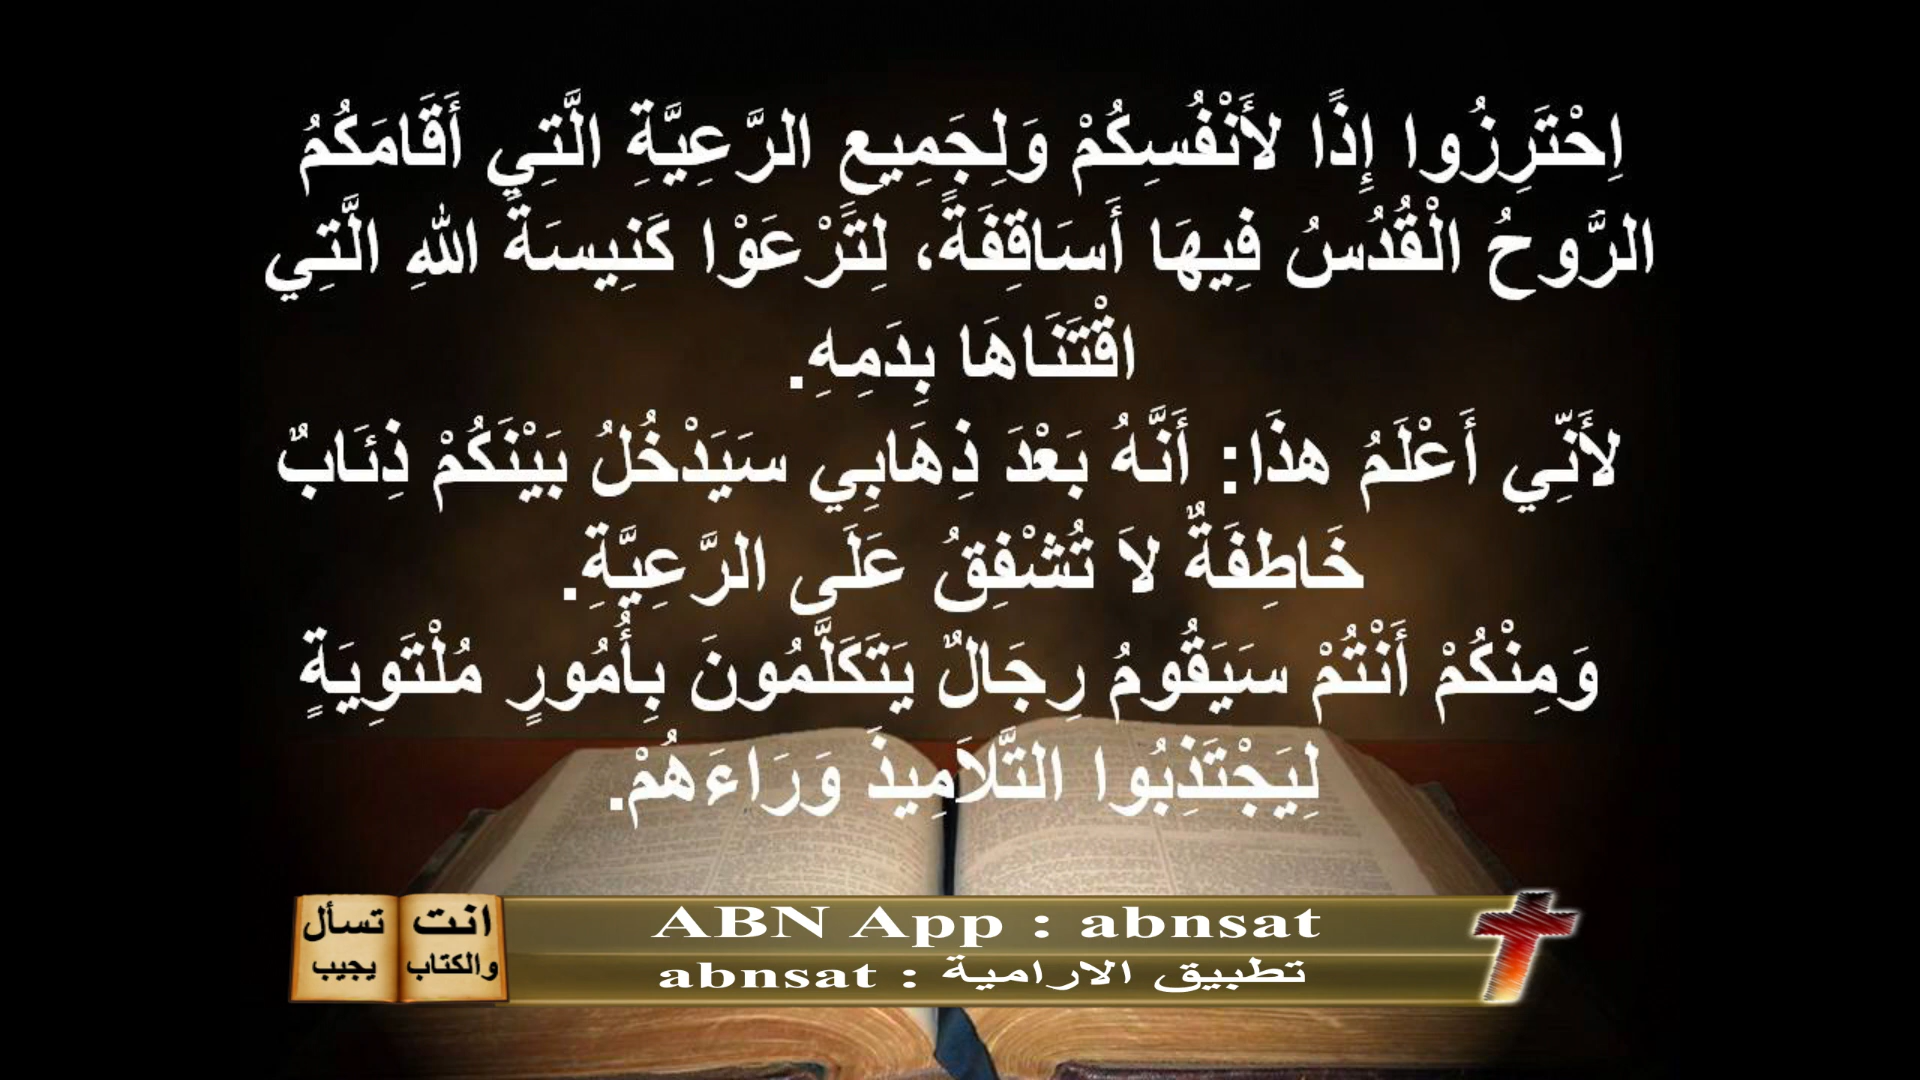 اِحْتَرِزُوا إِذًا لأَنْفُسِكُمْ وَلِجَمِيعِ الرَّعِيَّةِ الَّتِي أَقَامَكُمُ
الرُّوحُ الْقُدُسُ فِيهَا أَسَاقِفَةً، لِتَرْعَوْا كَنِيسَةَ اللهِ الَّتِي
اقْتَنَاهَا بِدَمِهِ.
لأَنِّي أَعْلَمُ هذَا: أَنَّهُ بَعْدَ ذِهَابِي سَيَدْخُلُ بَيْنَكُمْ ذِئَابٌ
خَاطِفَةٌ لاَ تُشْفِقُ عَلَى الرَّعِيَّةِ.
وَمِنْكُمْ أَنْتُمْ سَيَقُومُ رِجَالٌ يَتَكَلَّمُونَ بِأُمُورٍ مُلْتَوِيَةٍ
لِيَجْتَذِبُوا التَّلاَمِيذَ وَرَاءَهُمْ.
انت تسأل
والكتاب يجيب
ABN App : abnsat
تطبيق الارامية : abnsat